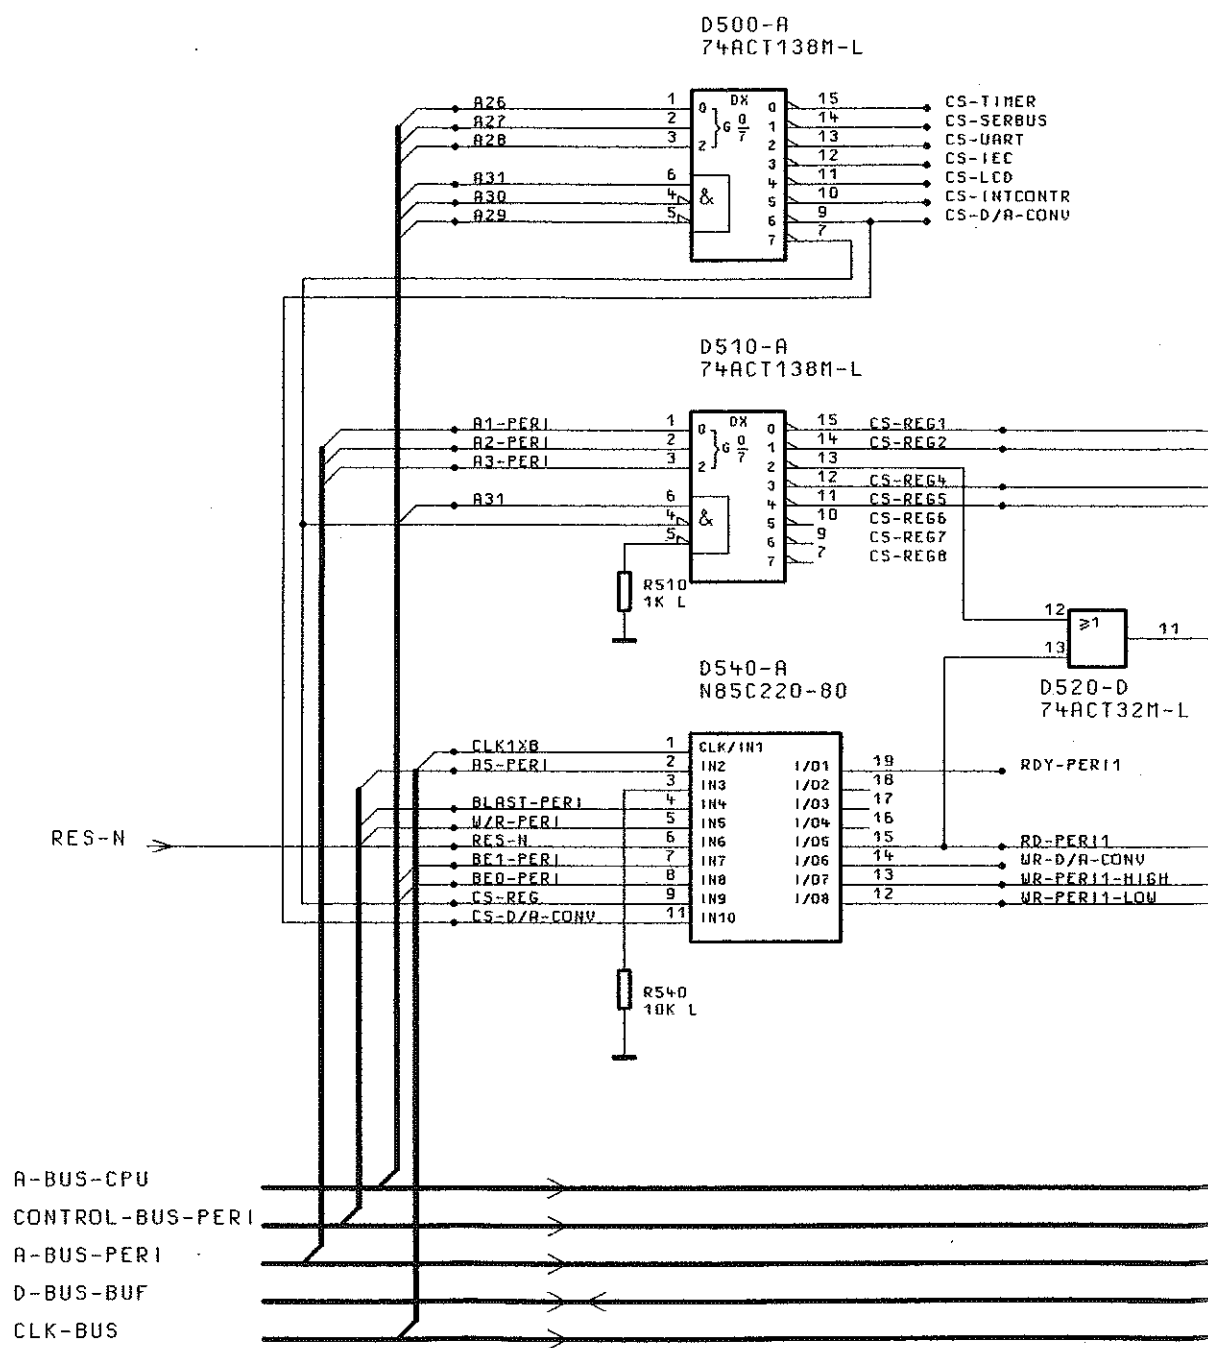 D500-A
74ACT138M-L
A26 1 0 DX 0 15 CS-TIMER
A27 2 G 0/7 1 14 CS-SERBUS
A28 3 2 2 13 CS-UART
3 12 CS-IEC
A31 6 & 4 11 CS-LCD
A30 4 5 10 CS-INTCONTR
A29 5 6 9 CS-D/A-CONV
7 7
D510-A
74ACT138M-L
A1-PERI 1 0 DX 0 15 CS-REG1
A2-PERI 2 G 0/7 1 14 CS-REG2
A3-PERI 3 2 2 13
3 12 CS-REG4
A31 6 & 4 11 CS-REG5
4 5 10 CS-REG6
5 6 9 CS-REG7
7 7 CS-REG8
R510
1K L
12 ≥1 11
13
D520-D
74ACT32M-L
D540-A
N85C220-80
CLK1XB 1 CLK/IN1
A5-PERI 2 IN2 I/O1 19 RDY-PERI1
3 IN3 I/O2 18
BLAST-PERI 4 IN4 I/O3 17
W/R-PERI 5 IN5 I/O4 16
RES-N RES-N 6 IN6 I/O5 15 RD-PERI1
BE1-PERI 7 IN7 I/O6 14 WR-D/A-CONV
BE0-PERI 8 IN8 I/O7 13 WR-PERI1-HIGH
CS-REG 9 IN9 I/O8 12 WR-PERI1-LOW
CS-D/A-CONV 11 IN10
R540
10K L
A-BUS-CPU
CONTROL-BUS-PERI
A-BUS-PERI
D-BUS-BUF
CLK-BUS